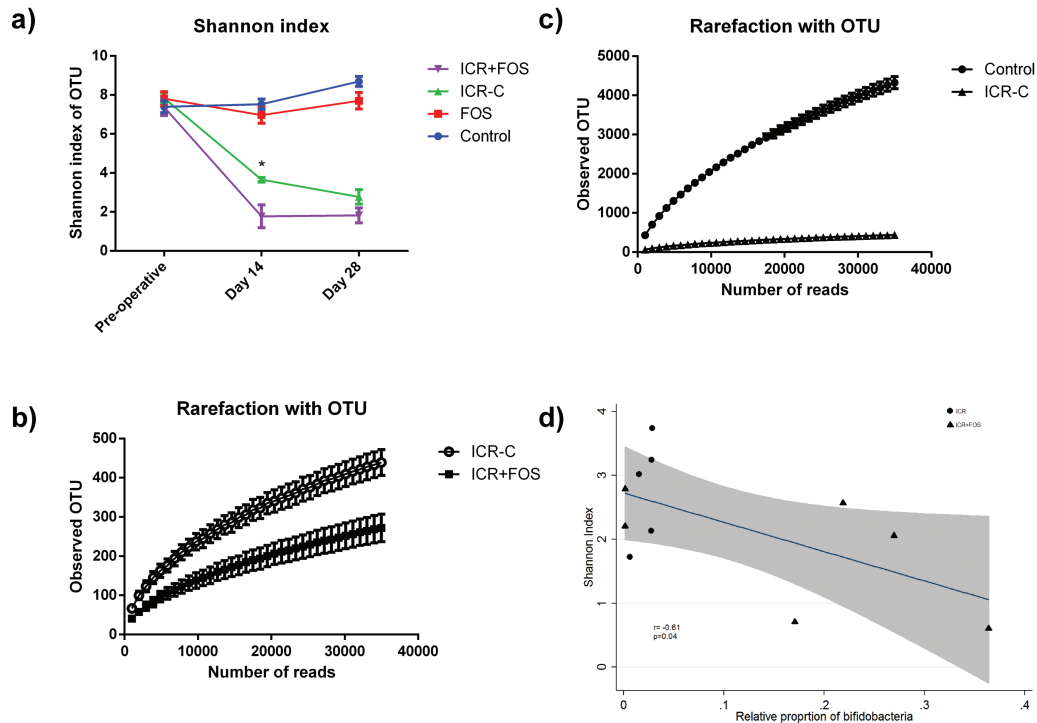 a)
Shannon index
Shannon index of OTU
10
8
6
4
2
0
*
Pre-operative
Day 14
Day 28
ICR+FOS
ICR-C
FOS
Control
c)
Rarefaction with OTU
Observed OTU
5000
4000
3000
2000
1000
0
0 10000 20000 30000 40000
Number of reads
Control
ICR-C
b)
Rarefaction with OTU
Observed OTU
500
400
300
200
100
0
0 10000 20000 30000 40000
Number of reads
ICR-C
ICR+FOS
d)
Shannon Index
4
3
2
1
0
ICR
ICR+FOS
r= -0.61
p=0.04
0 .1 .2 .3 .4
Relative proprtion of bifidobacteria